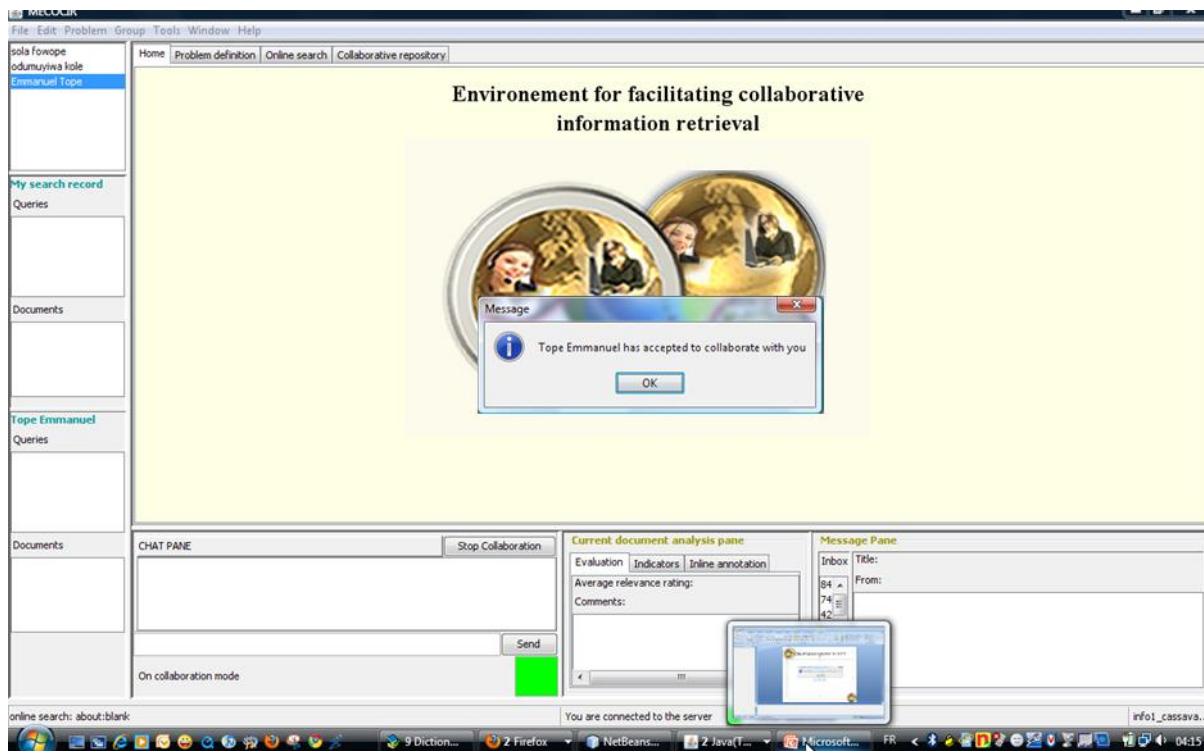 MECOCIR
File Edit Problem Group Tools Window Help
sola fowope
odumuyiwa kole
Emmanuel Tope
Home Problem definition Online search Collaborative repository
Environement for facilitating collaborative
information retrieval
My search record
Queries
Documents
Message
Tope Emmanuel has accepted to collaborate with you
OK
Tope Emmanuel
Queries
Documents
CHAT PANE Stop Collaboration
Send
On collaboration mode
Current document analysis pane
Evaluation Indicators Inline annotation
Average relevance rating:
Comments:
Message Pane
Inbox Title:
84 From:
74
42
online search: about:blank You are connected to the server info1_cassava..
9 Diction... 2 Firefox NetBeans... 2 Java(T... Microsoft... FR